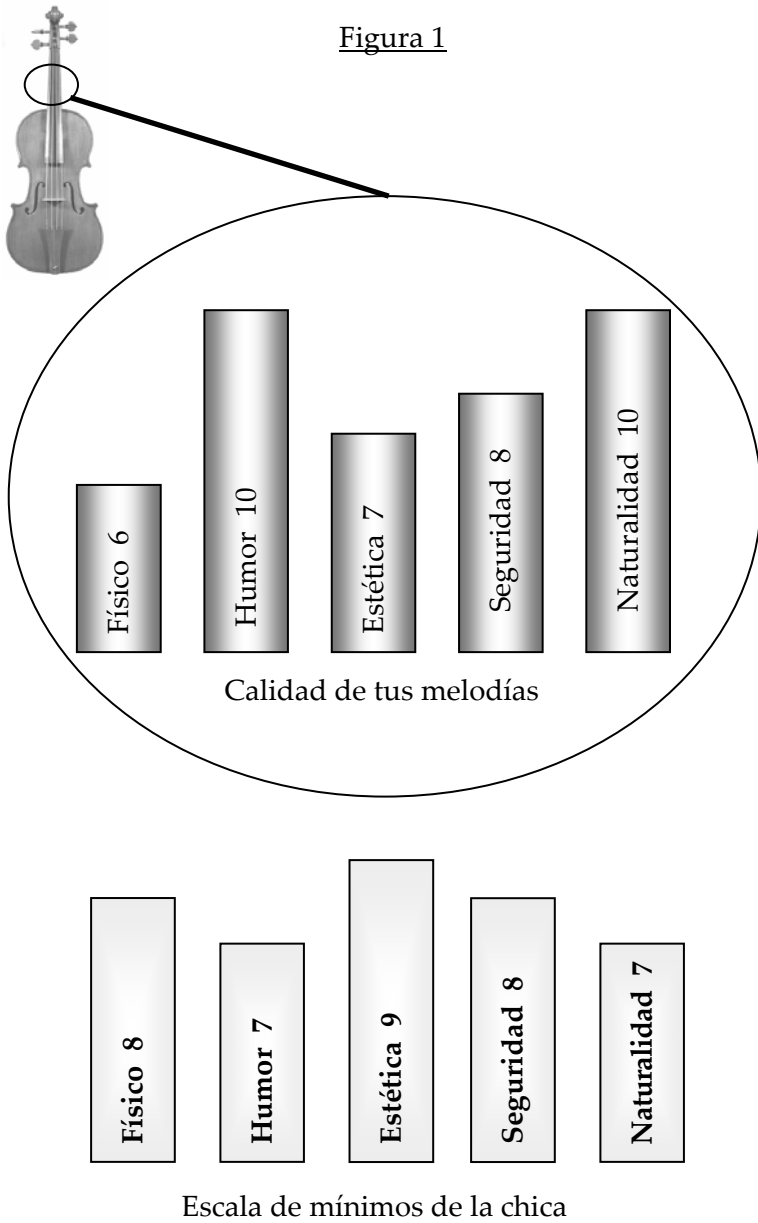 Figura 1
Físico 6
Humor 10
Estética 7
Seguridad 8
Naturalidad 10
Calidad de tus melodías
Físico 8
Humor 7
Estética 9
Seguridad 8
Naturalidad 7
Escala de mínimos de la chica